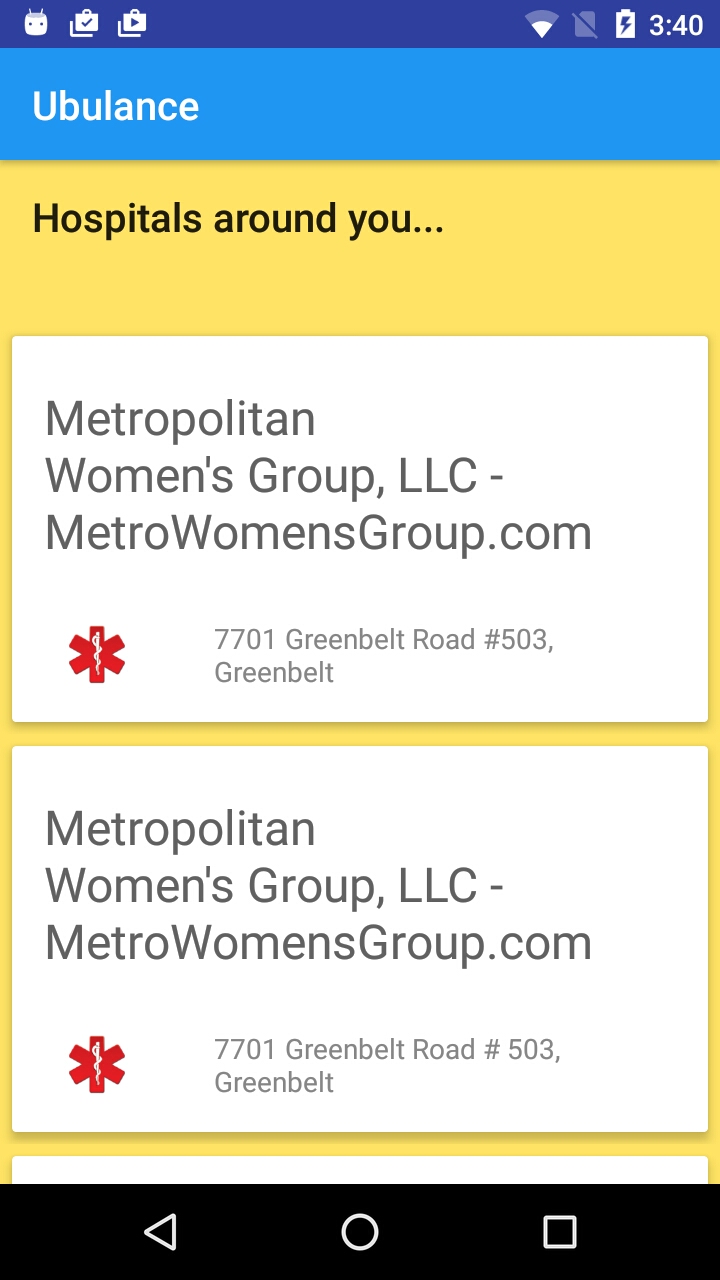 3:40
Ubulance
Hospitals around you...
Metropolitan
Women's Group, LLC -
MetroWomensGroup.com
7701 Greenbelt Road #503,
Greenbelt
Metropolitan
Women's Group, LLC -
MetroWomensGroup.com
7701 Greenbelt Road # 503,
Greenbelt